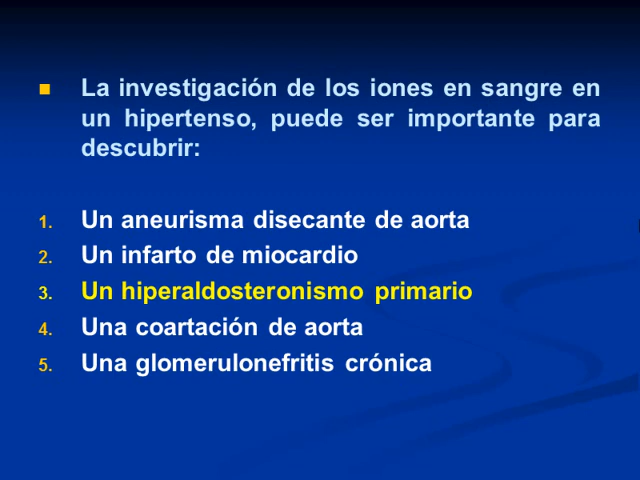 La investigación de los iones en sangre en
un hipertenso, puede ser importante para
descubrir:
1. Un aneurisma disecante de aorta
2. Un infarto de miocardio
3. Un hiperaldosteronismo primario
4. Una coartación de aorta
5. Una glomerulonefritis crónica